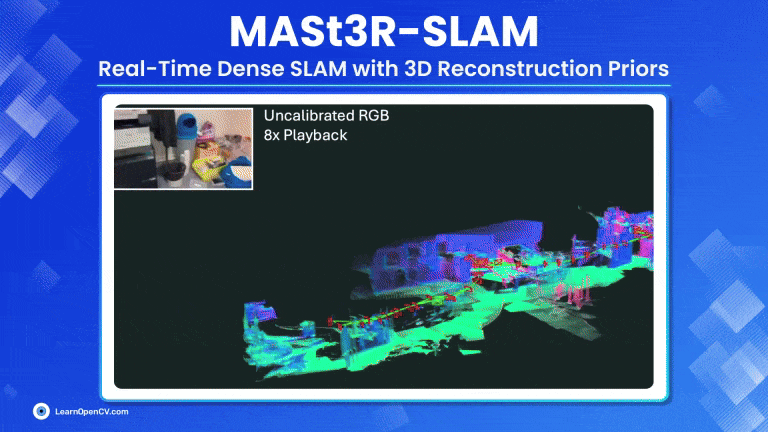 MASt3R-SLAM
Real-Time Dense SLAM with 3D Reconstruction Priors
Uncalibrated RGB
8x Playback
LearnOpenCV.com